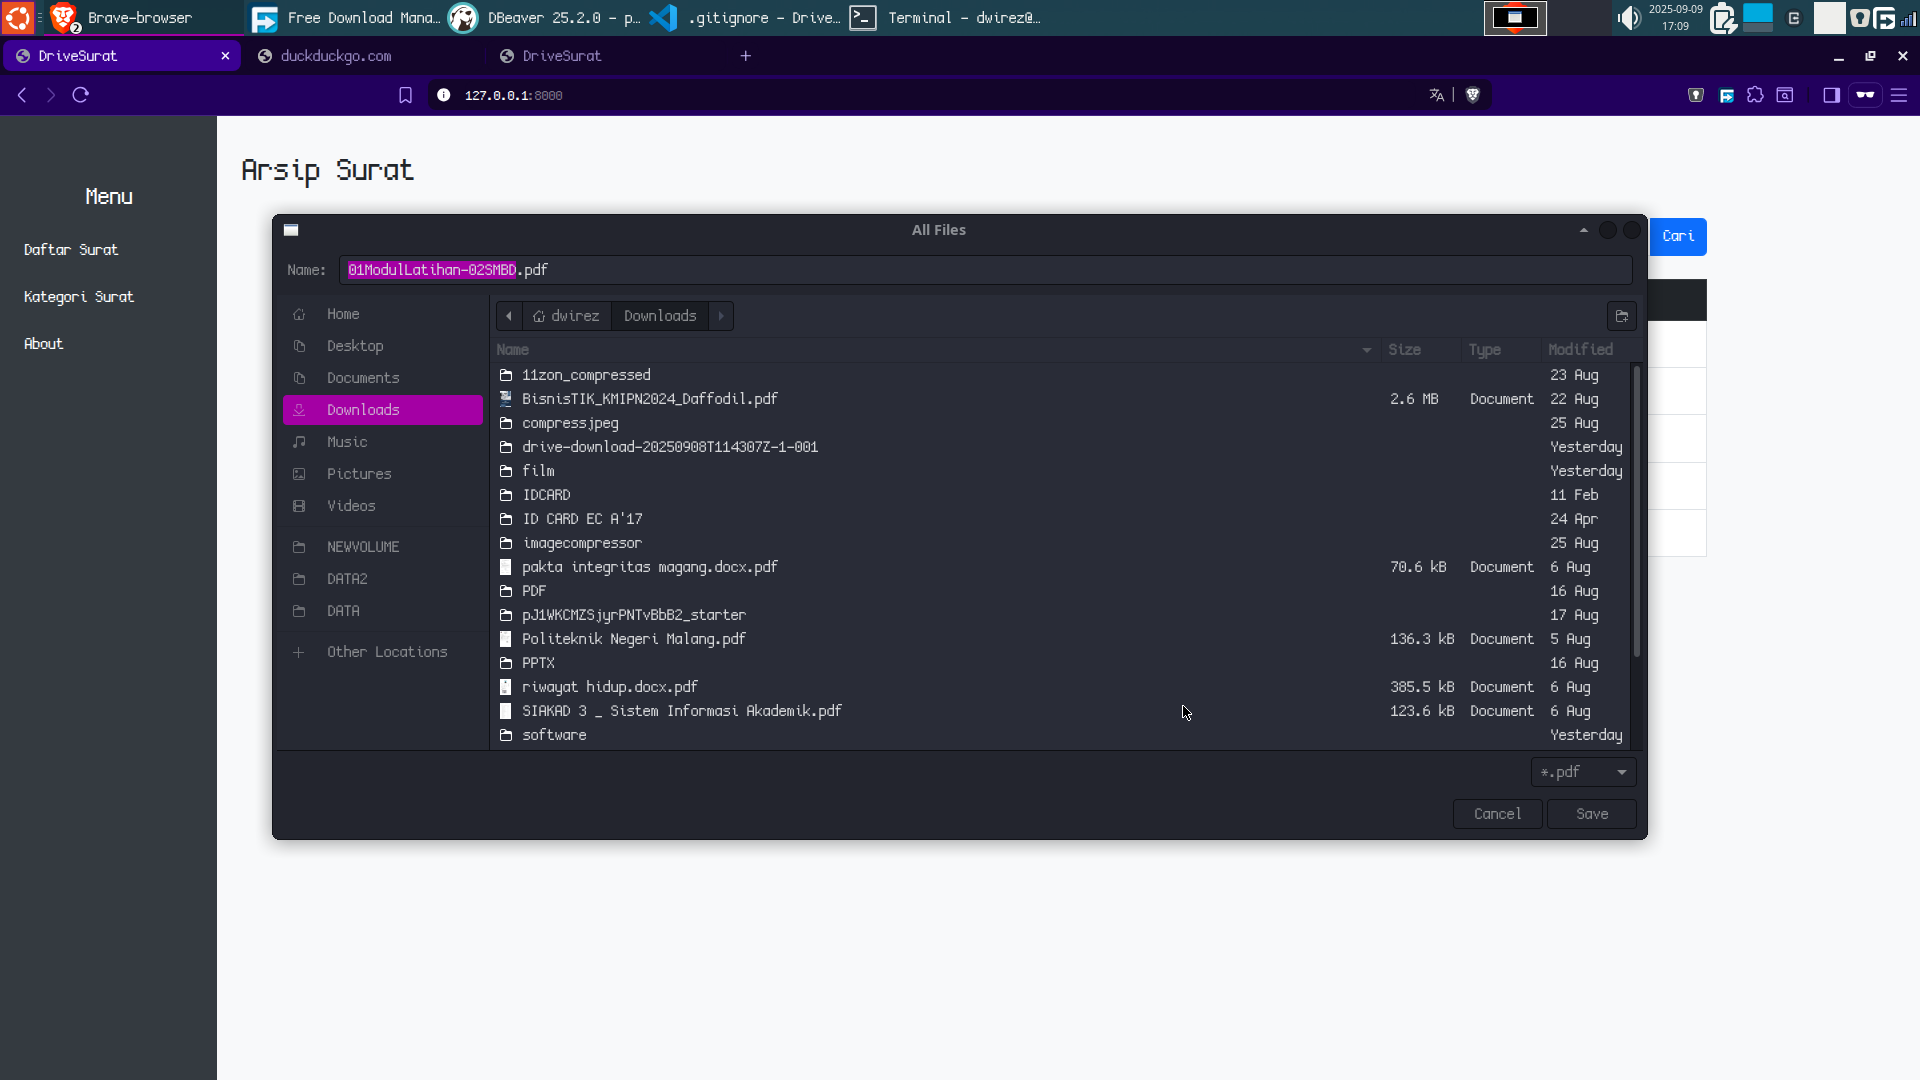 Brave-browser
2
Free Download Mana...
DBeaver 25.2.0 - p...
.gitignore - Drive...
Terminal - dwirez@...
2025-09-09
17:09
DriveSurat
duckduckgo.com
DriveSurat
127.0.0.1:8000
Menu
Daftar Surat
Kategori Surat
About
Arsip Surat
Cari
All Files
Name: 01ModulLatihan-02SMBD.pdf
Home
Desktop
Documents
Downloads
Music
Pictures
Videos
NEWVOLUME
DATA2
DATA
Other Locations
dwirez Downloads
Name Size Type Modified
11zon_compressed 23 Aug
BisnisTIK_KMIPN2024_Daffodil.pdf 2.6 MB Document 22 Aug
compressjpeg 25 Aug
drive-download-20250908T114307Z-1-001 Yesterday
film Yesterday
IDCARD 11 Feb
ID CARD EC A'17 24 Apr
imagecompressor 25 Aug
pakta integritas magang.docx.pdf 70.6 kB Document 6 Aug
PDF 16 Aug
pJ1WKCMZSjyrPNTvBbB2_starter 17 Aug
Politeknik Negeri Malang.pdf 136.3 kB Document 5 Aug
PPTX 16 Aug
riwayat hidup.docx.pdf 385.5 kB Document 6 Aug
SIAKAD 3 _ Sistem Informasi Akademik.pdf 123.6 kB Document 6 Aug
software Yesterday
*.pdf
Cancel Save